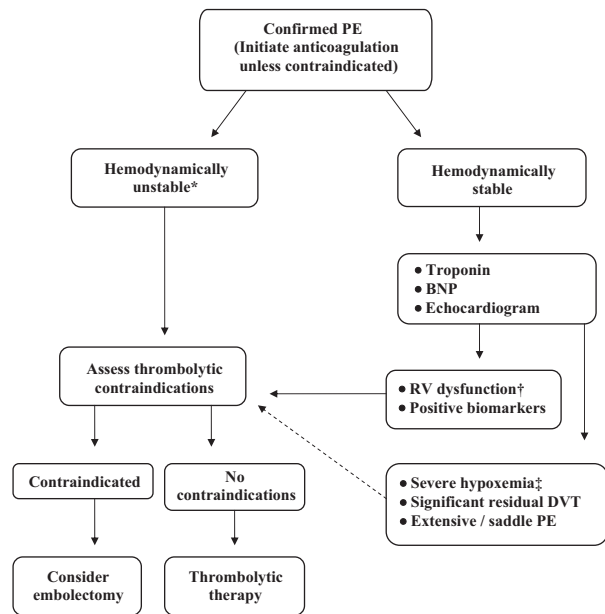 Confirmed PE
(Initiate anticoagulation
unless contraindicated)
Hemodynamically
unstable*
Hemodynamically
stable
● Troponin
● BNP
● Echocardiogram
Assess thrombolytic
contraindications
● RV dysfunction†
● Positive biomarkers
Contraindicated
No
contraindications
● Severe hypoxemia‡
● Significant residual DVT
● Extensive / saddle PE
Consider
embolectomy
Thrombolytic
therapy